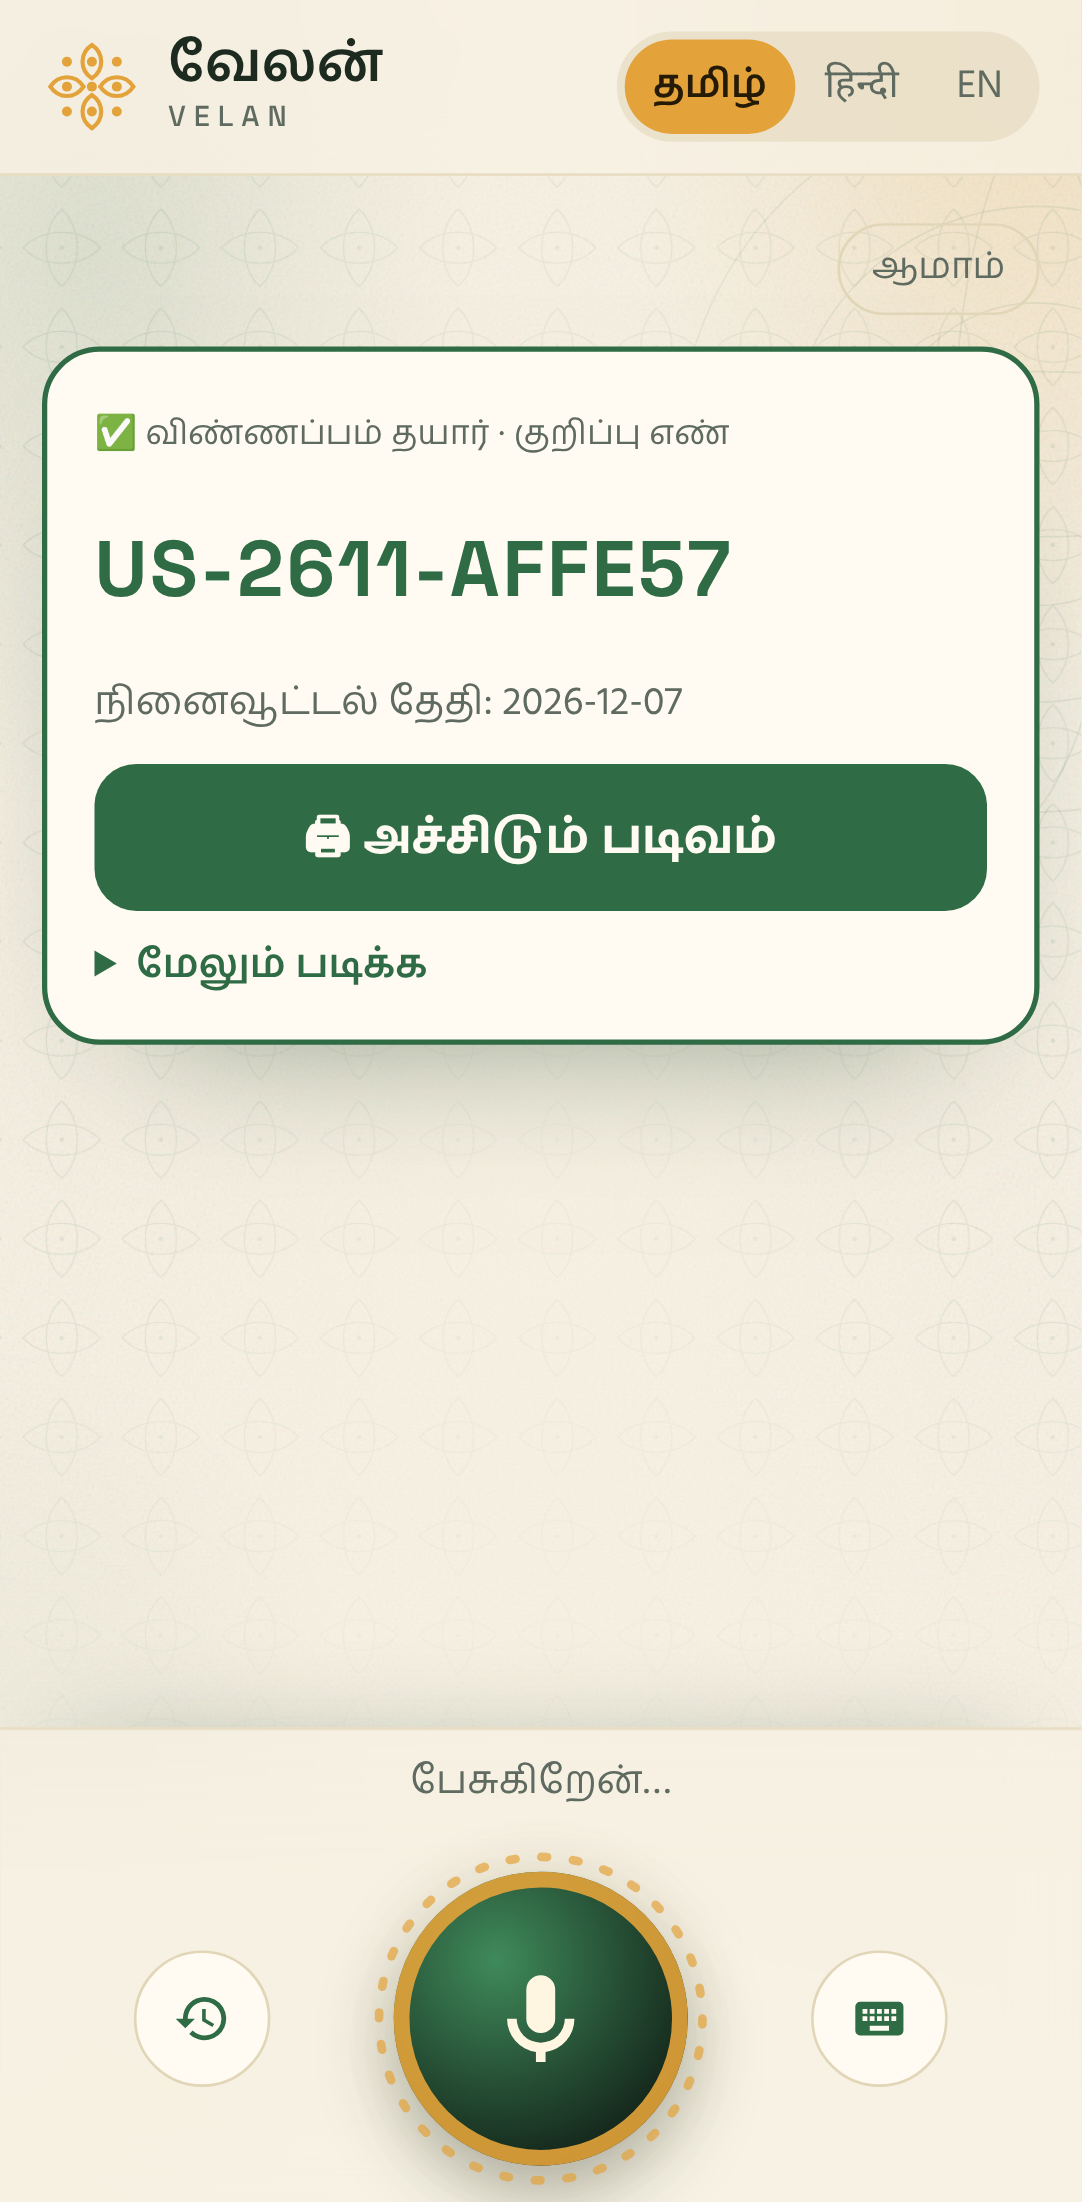 வேலன்
VELAN
தமிழ் हिन्दी EN
ஆமாம்
✅ விண்ணப்பம் தயார் · குறிப்பு எண்
US-2611-AFFE57
நினைவூட்டல் தேதி: 2026-12-07
அச்சிடும் படிவம்
மேலும் படிக்க
பேசுகிறேன்...